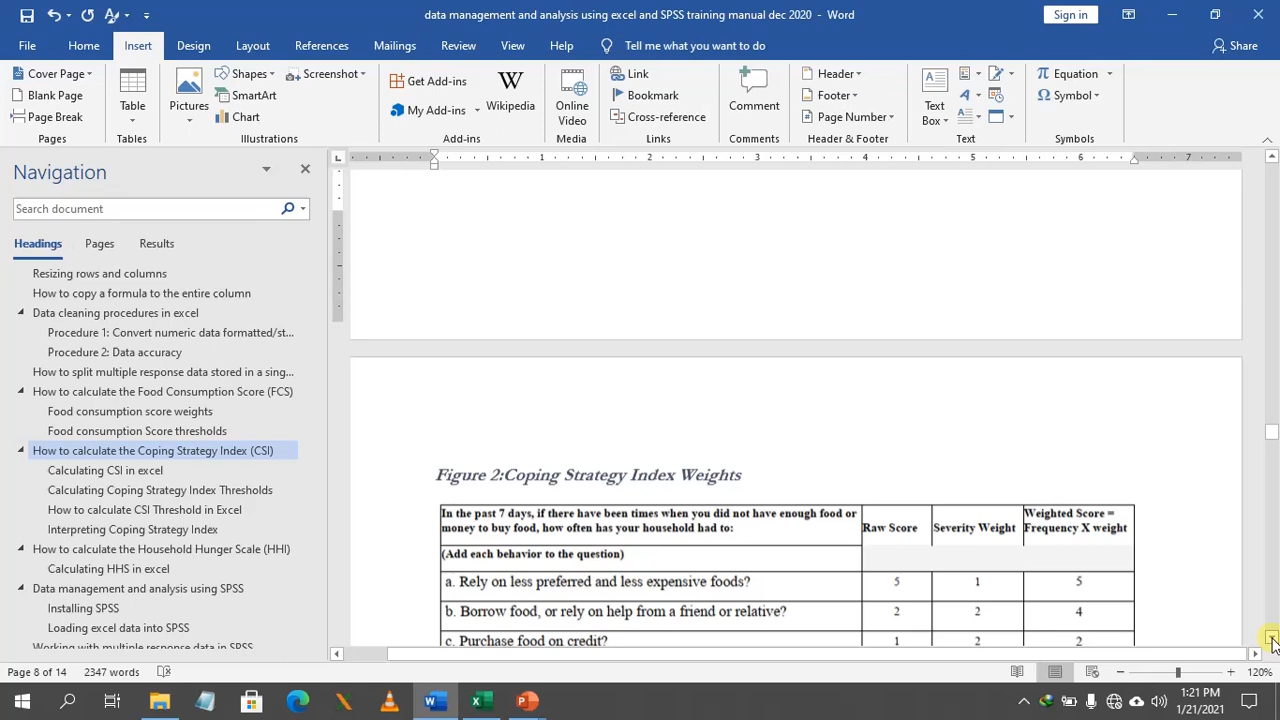 data management and analysis using excel and SPSS training manual dec 2020 - Word
Sign in
File Home Insert Design Layout References Mailings Review View Help Tell me what you want to do Share
Cover Page
Blank Page
Page Break
Pages
Table
Tables
Pictures
Shapes
SmartArt
Chart
Screenshot
Illustrations
Get Add-ins
My Add-ins
Wikipedia
Add-ins
Online
Video
Media
Link
Bookmark
Cross-reference
Links
Comment
Comments
Header
Footer
Page Number
Header & Footer
Text
Box
Text
Equation
Symbol
Symbols
Navigation
Search document
Headings Pages Results
Resizing rows and columns
How to copy a formula to the entire column
Data cleaning procedures in excel
Procedure 1: Convert numeric data formatted/st...
Procedure 2: Data accuracy
How to split multiple response data stored in a sing...
How to calculate the Food Consumption Score (FCS)
Food consumption score weights
Food consumption Score thresholds
How to calculate the Coping Strategy Index (CSI)
Calculating CSI in excel
Calculating Coping Strategy Index Thresholds
How to calculate CSI Threshold in Excel
Interpreting Coping Strategy Index
How to calculate the Household Hunger Scale (HHI)
Calculating HHS in excel
Data management and analysis using SPSS
Installing SPSS
Loading excel data into SPSS
Working with multiple response data in SPSS
1 2 3 4 5 6 7
Figure 2:Coping Strategy Index Weights
In the past 7 days, if there have been times when you did not have enough food or
money to buy food, how often has your household had to:
Raw Score
Severity Weight
Weighted Score =
Frequency X weight
(Add each behavior to the question)
a. Rely on less preferred and less expensive foods? 5 1 5
b. Borrow food, or rely on help from a friend or relative? 2 2 4
c. Purchase food on credit? 1 2 2
Page 8 of 14 2347 words
120%
1:21 PM
1/21/2021